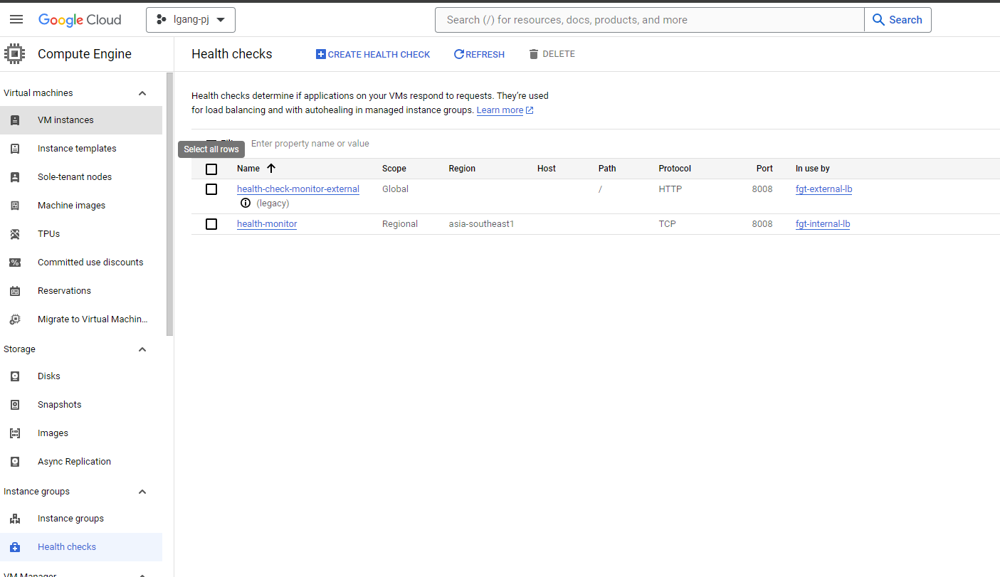 Google Cloud
lgang-pj
Search (/) for resources, docs, products, and more
Search
Compute Engine
Health checks
CREATE HEALTH CHECK
REFRESH
DELETE
Virtual machines
VM instances
Instance templates
Sole-tenant nodes
Machine images
TPUs
Committed use discounts
Reservations
Migrate to Virtual Machin...
Storage
Disks
Snapshots
Images
Async Replication
Instance groups
Instance groups
Health checks
VM Manager
Health checks determine if applications on your VMs respond to requests. They’re used
for load balancing and with autohealing in managed instance groups. Learn more
Enter property name or value
Select all rows
Name Scope Region Host Path Protocol Port In use by
health-check-monitor-external Global / HTTP 8008 fgt-external-lb
(legacy)
health-monitor Regional asia-southeast1 TCP 8008 fgt-internal-lb